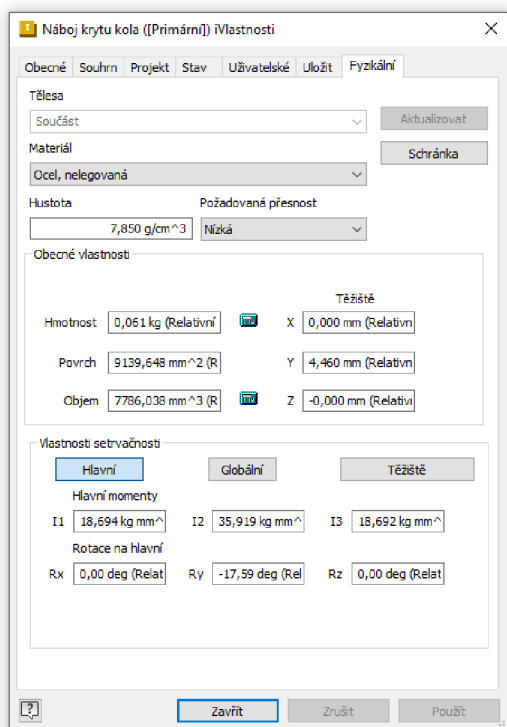 Náboj krytu kola ([Primární]) iVlastnosti
Obecné Souhrn Projekt Stav Uživatelské Uložit Fyzikální
Tělesa
Součást Aktualizovat
Materiál Schránka
Ocel, nelegovaná
Hustota Požadovaná přesnost
7,850 g/cm^3 Nízká
Obecné vlastnosti
Těžiště
Hmotnost 0,061 kg (Relativní X 0,000 mm (Relativn
Povrch 9139,648 mm^2 (R Y 4,460 mm (Relativn
Objem 7786,038 mm^3 (R Z -0,000 mm (Relativı
Vlastnosti setrvačnosti
Hlavní Globální Těžiště
Hlavní momenty
I1 18,694 kg mm^ I2 35,919 kg mm^ I3 18,692 kg mm^
Rotace na hlavní
Rx 0,00 deg (Relat Ry -17,59 deg (Rel Rz 0,00 deg (Relat
Zavřít Zrušit Použít